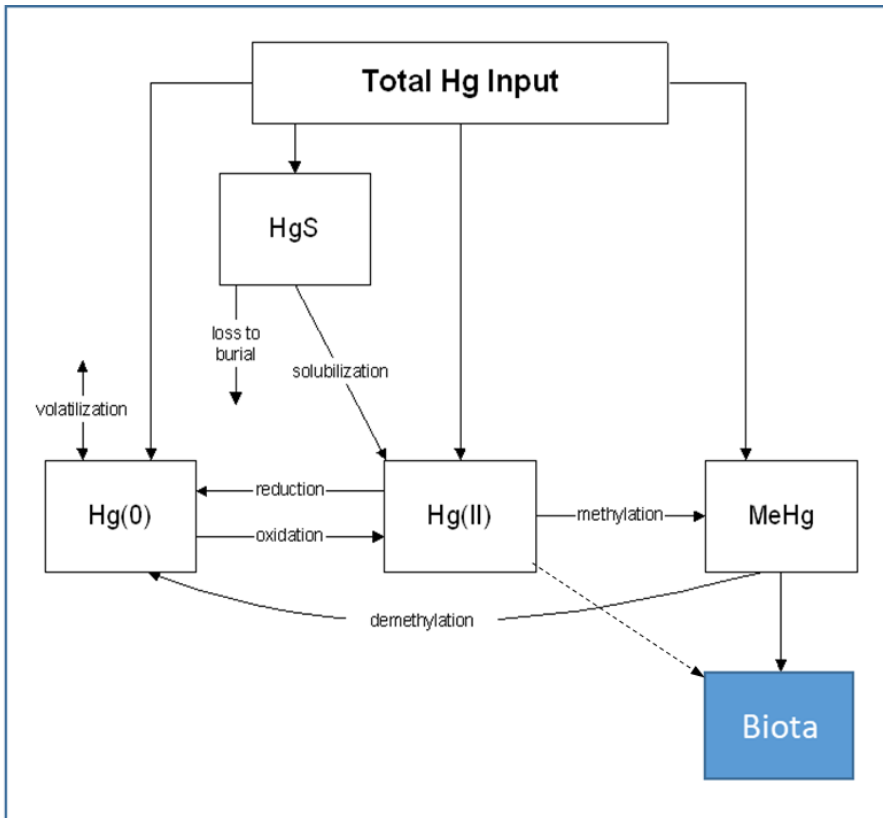 Total Hg Input
HgS
loss to
burial
solubilization
volatilization
Hg(0)
reduction
oxidation
Hg(II)
methylation
MeHg
demethylation
Biota